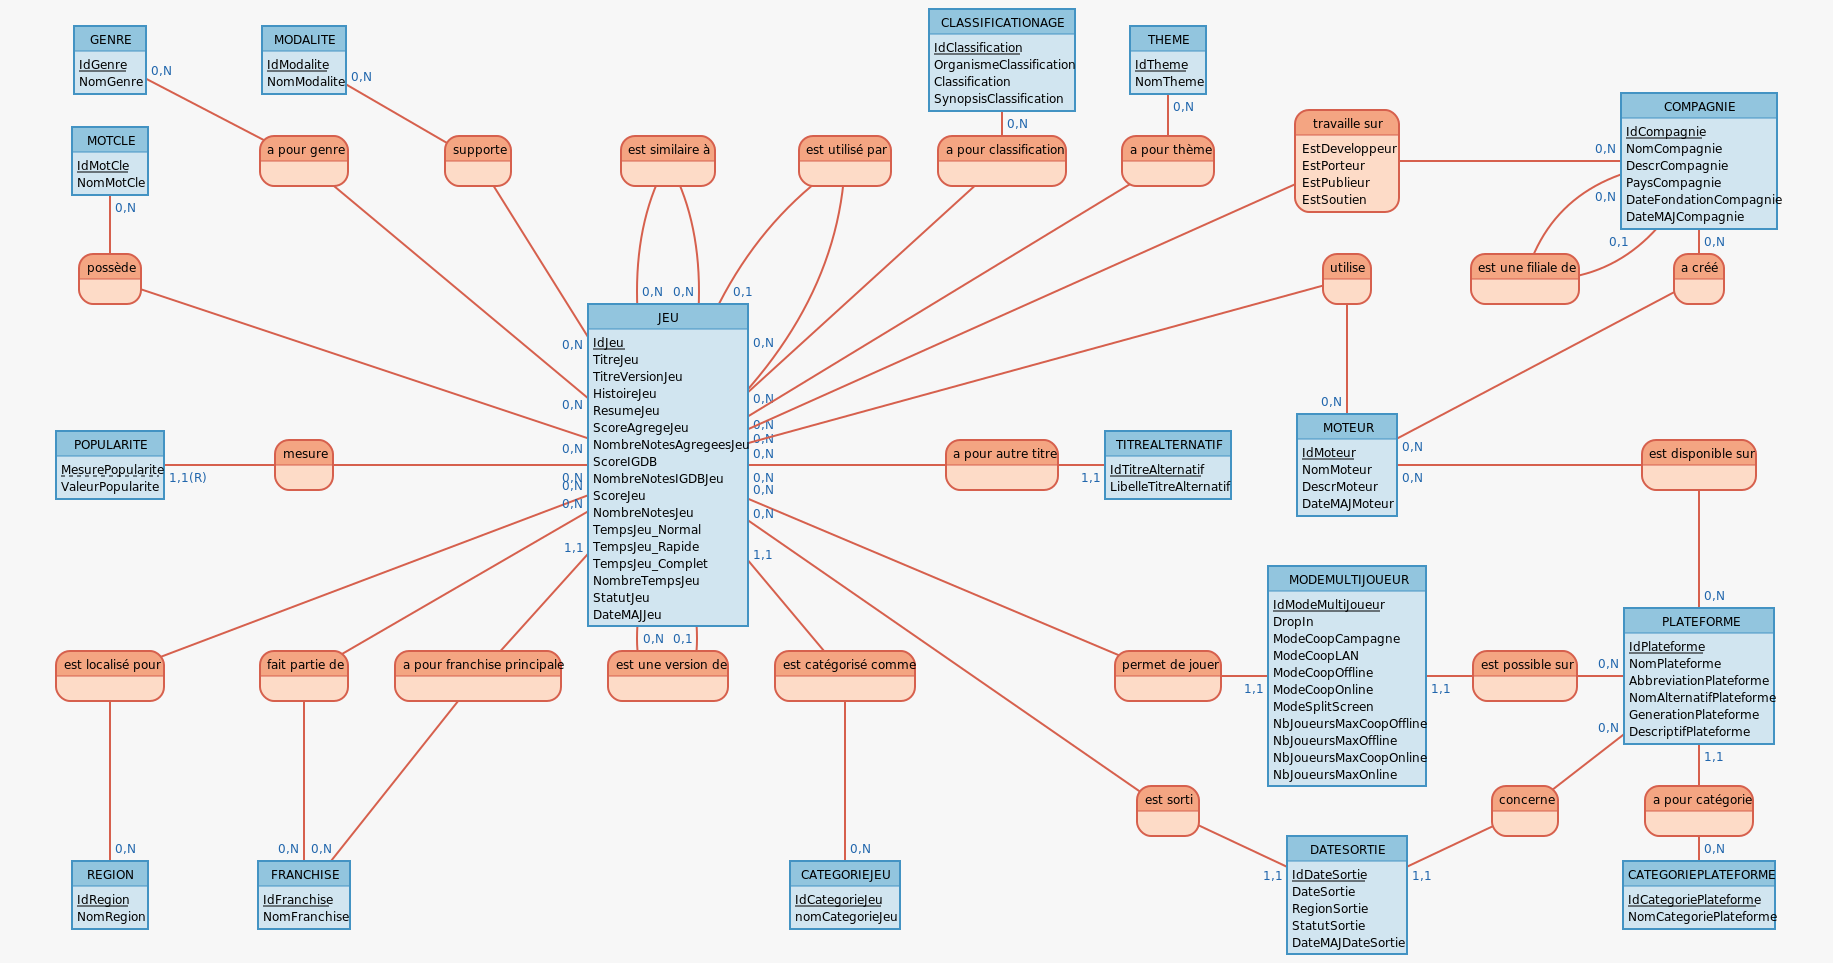 GENRE
IdGenre
NomGenre
0,N
MODALITE
IdModalite
NomModalite
0,N
CLASSIFICATIONAGE
IdClassification
OrganismeClassification
Classification
SynopsisClassification
0,N
THEME
IdTheme
NomTheme
0,N
COMPAGNIE
IdCompagnie
NomCompagnie
DescrCompagnie
PaysCompagnie
DateFondationCompagnie
DateMAJCompagnie
0,N
0,N
0,1
0,N
travaille sur
EstDeveloppeur
EstPorteur
EstPublieur
EstSoutien
MOTCLE
IdMotCle
NomMotCle
0,N
a pour genre
supporte
est similaire à
est utilisé par
a pour classification
a pour thème
possède
utilise
est une filiale de
a créé
0,N
0,N
0,1
JEU
IdJeu
TitreJeu
TitreVersionJeu
HistoireJeu
ResumeJeu
ScoreAgregeJeu
NombreNotesAgregeesJeu
ScoreIGDB
NombreNotesIGDBJeu
ScoreJeu
NombreNotesJeu
TempsJeu_Normal
TempsJeu_Rapide
TempsJeu_Complet
NombreTempsJeu
StatutJeu
DateMAJJeu
0,N
0,N
0,N
0,N
0,N
0,N
1,1
0,N
0,N
0,N
0,N
0,N
0,N
0,N
0,N
1,1
0,N
0,1
POPULARITE
MesurePopularite
ValeurPopularite
1,1(R)
mesure
a pour autre titre
1,1
TITREALTERNATIF
IdTitreAlternatif
LibelleTitreAlternatif
0,N
MOTEUR
IdMoteur
NomMoteur
DescrMoteur
DateMAJMoteur
0,N
0,N
est disponible sur
0,N
MODEMULTIJOUEUR
IdModeMultiJoueur
DropIn
ModeCoopCampagne
ModeCoopLAN
ModeCoopOffline
ModeCoopOnline
ModeSplitScreen
NbJoueursMaxCoopOffline
NbJoueursMaxOffline
NbJoueursMaxCoopOnline
NbJoueursMaxOnline
1,1
1,1
PLATEFORME
IdPlateforme
NomPlateforme
AbbreviationPlateforme
NomAlternatifPlateforme
GenerationPlateforme
DescriptifPlateforme
0,N
0,N
1,1
est localisé pour
fait partie de
a pour franchise principale
est une version de
est catégorisé comme
permet de jouer
est possible sur
est sorti
concerne
a pour catégorie
0,N
0,N
0,N
0,N
0,N
REGION
IdRegion
NomRegion
FRANCHISE
IdFranchise
NomFranchise
CATEGORIEJEU
IdCategorieJeu
nomCategorieJeu
1,1
DATESORTIE
IdDateSortie
DateSortie
RegionSortie
StatutSortie
DateMAJDateSortie
1,1
CATEGORIEPLATEFORME
IdCategoriePlateforme
NomCategoriePlateforme